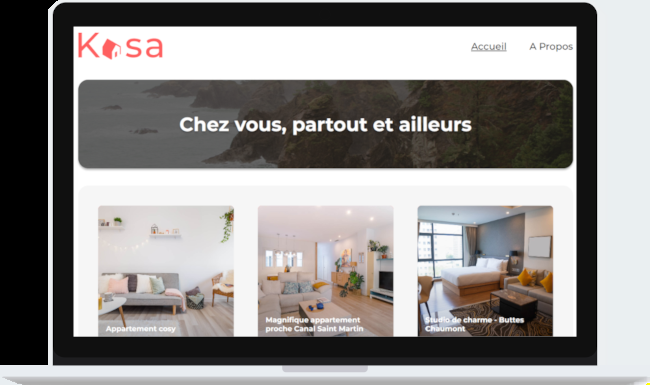 Kasa
Accueil
A Propos
Chez vous, partout et ailleurs
Appartement cosy
Magnifique appartement
proche Canal Saint Martin
Studio de charme - Buttes
Chaumont